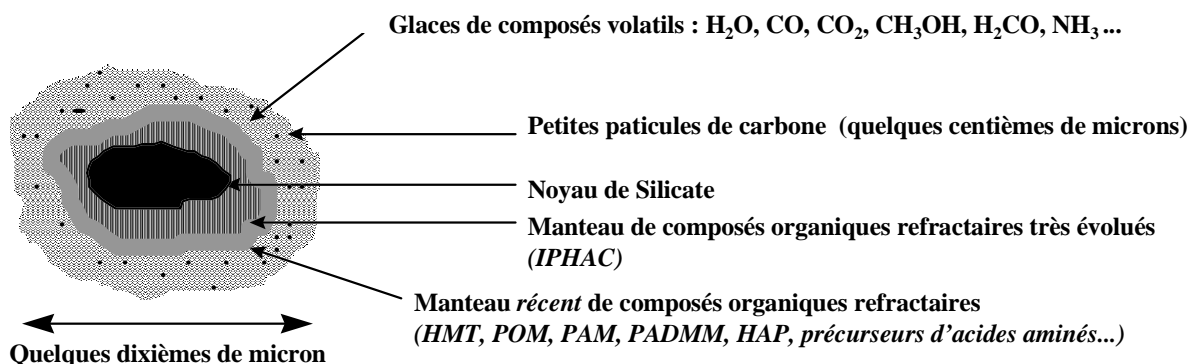 Glaces de composés volatils : H₂O, CO, CO₂, CH₃OH, H₂CO, NH₃ ...
Petites paticules de carbone (quelques centièmes de microns)
Noyau de Silicate
Manteau de composés organiques refractaires très évolués
(IPHAC)
Manteau récent de composés organiques refractaires
(HMT, POM, PAM, PADMM, HAP, précurseurs d'acides aminés...)
Quelques dixièmes de micron